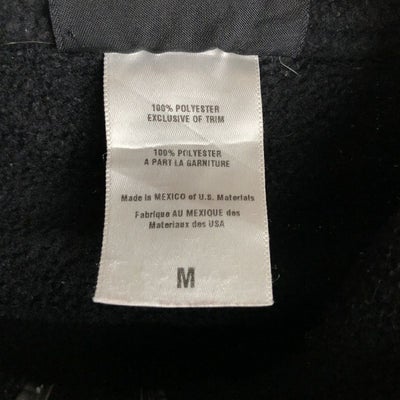 100% POLYESTER
EXCLUSIVE OF TRIM
100% POLYESTER
A PART LA GARNITURE
Made in MEXICO of U.S. Materials
Fabrique AU MEXIQUE des
Materiaux des USA
M